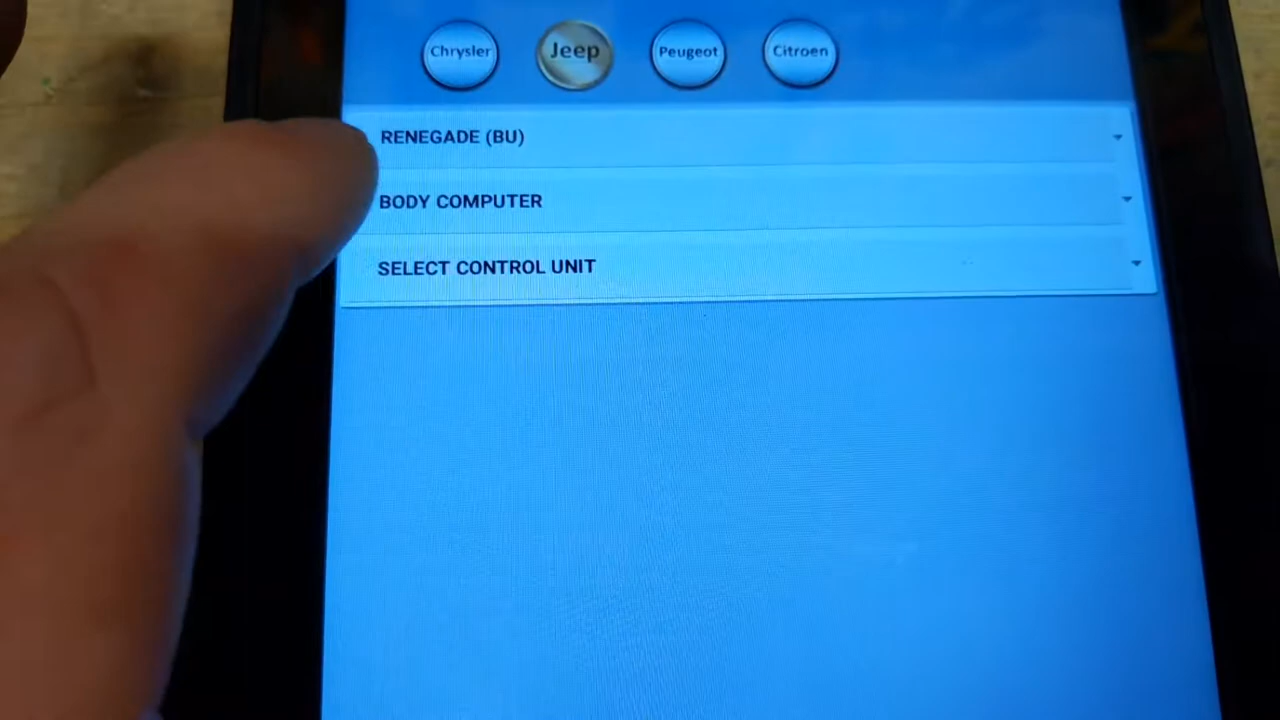 Chrysler Jeep Peugeot Citroen
RENEGADE (BU)
BODY COMPUTER
SELECT CONTROL UNIT